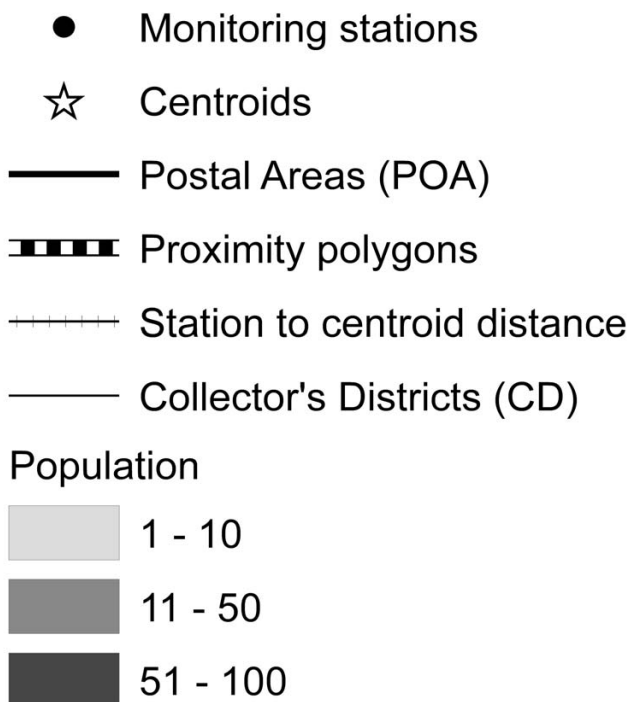 Monitoring stations
Centroids
Postal Areas (POA)
Proximity polygons
Station to centroid distance
Collector's Districts (CD)
Population
1 - 10
11 - 50
51 - 100